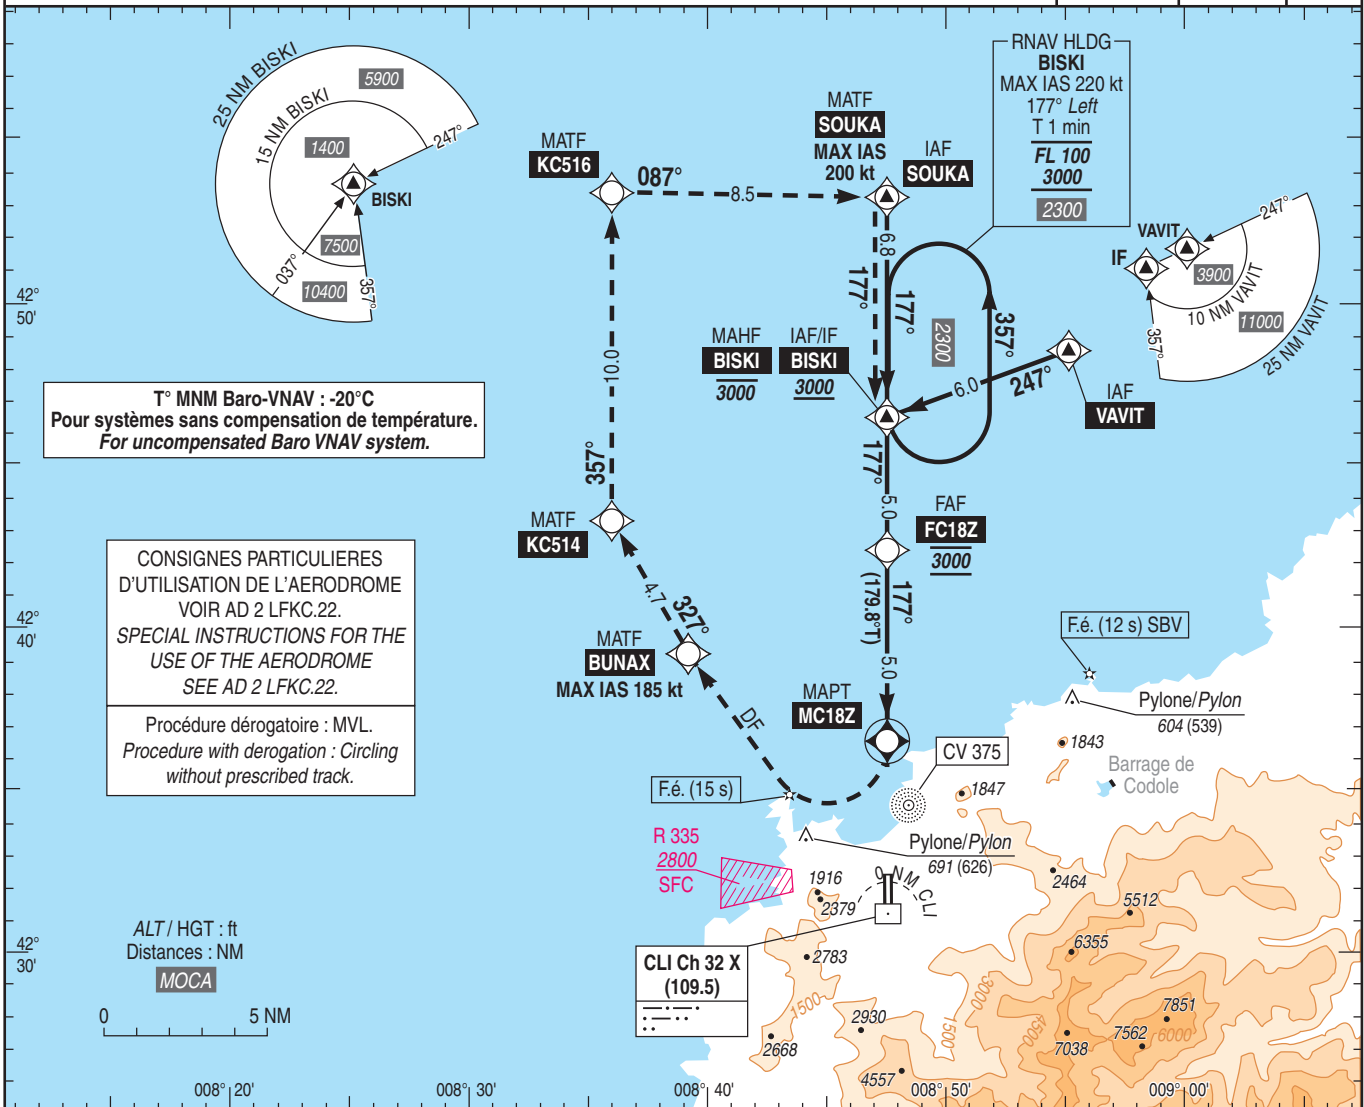 25 NM BISKI
15 NM BISKI
5900
1400
247°
BISKI
7500
10400
037°
357°
MATF
KC516
087°
8.5
MATF
SOUKA
MAX IAS
200 kt
IAF
SOUKA
RNAV HLDG
BISKI
MAX IAS 220 kt
177° Left
T 1 min
FL 100
3000
2300
247°
VAVIT
IF
3900
10 NM VAVIT
11000
25 NM VAVIT
357°
42°
50'
6.8
177°
177°
2300
357°
MAHF
BISKI
3000
IAF/IF
BISKI
3000
6.0
247°
IAF
VAVIT
10.0
357°
T° MNM Baro-VNAV : -20°C
Pour systèmes sans compensation de température.
For uncompensated Baro VNAV system.
177°
5.0
MATF
KC514
FAF
FC18Z
3000
CONSIGNES PARTICULIERES
D'UTILISATION DE L'AERODROME
VOIR AD 2 LFKC.22.
SPECIAL INSTRUCTIONS FOR THE
USE OF THE AERODROME
SEE AD 2 LFKC.22.
Procédure dérogatoire : MVL.
Procedure with derogation : Circling
without prescribed track.
4.7
327°
177°
(179.8°T)
5.0
42°
40'
MATF
BUNAX
MAX IAS 185 kt
DF
MAPT
MC18Z
F.é. (12 s) SBV
Pylone/Pylon
604 (539)
1843
Barrage de
Codole
CV 375
1847
F.é. (15 s)
R 335
2800
SFC
Pylone/Pylon
691 (626)
1916
2379
0 NM CLI
2464
5512
6355
2783
42°
30'
ALT / HGT : ft
Distances : NM
MOCA
0 5 NM
CLI Ch 32 X
(109.5)
1500
2930
2668
4557
1500
3000
4500
7038
7562
7851
6000
008° 20'
008° 30'
008° 40'
008° 50'
009° 00'